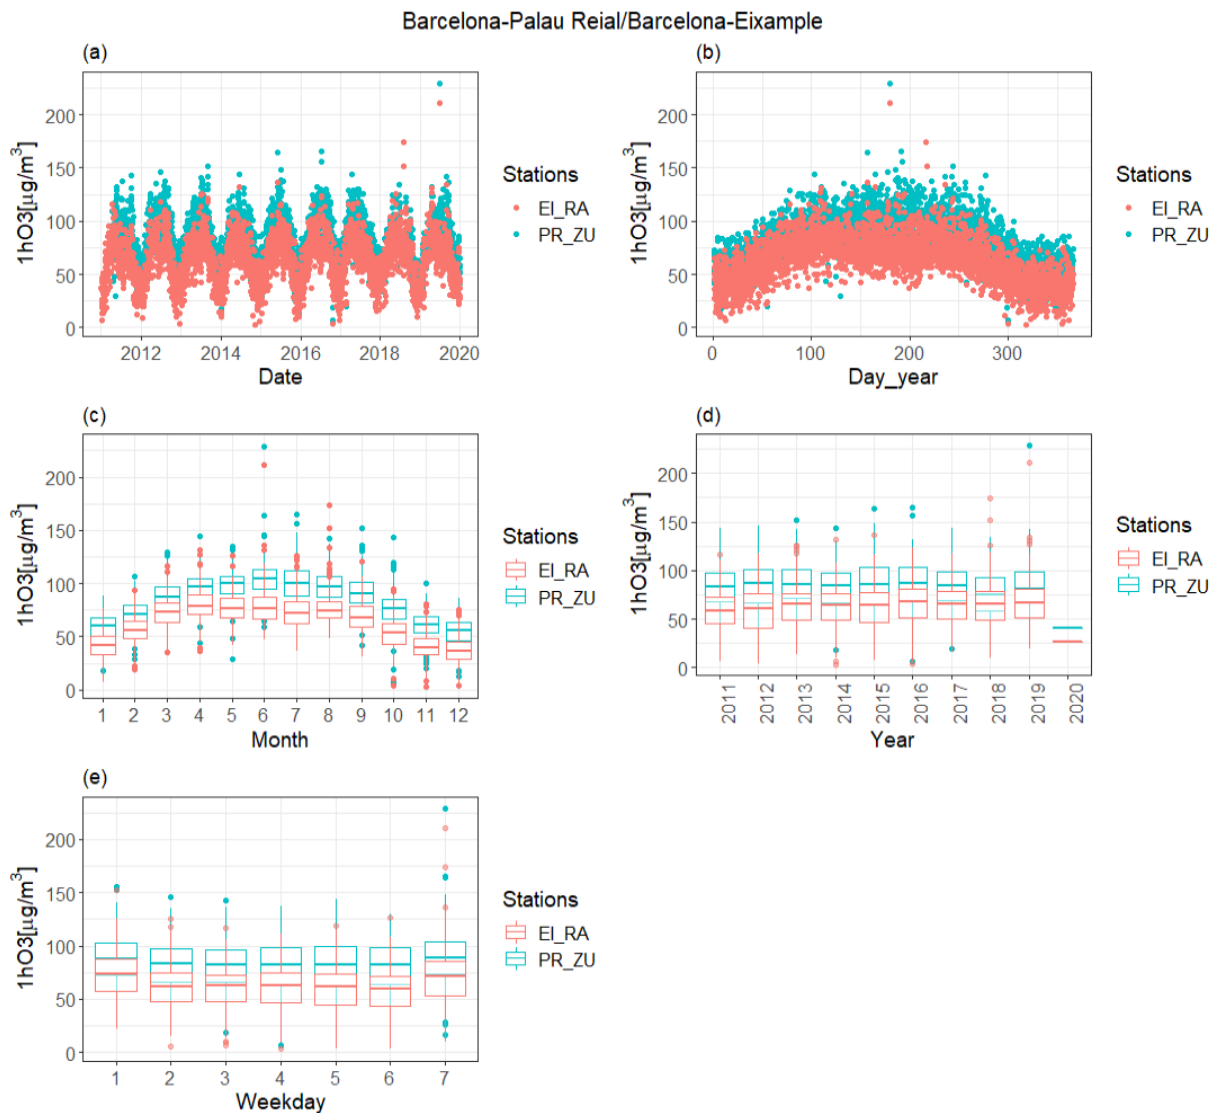 Barcelona-Palau Reial/Barcelona-Eixample
(a)
1hO3[μg/m³]
200
150
100
50
0
2012 2014 2016 2018 2020
Date
Stations
EI_RA
PR_ZU
(b)
1hO3[μg/m³]
200
150
100
50
0
0 100 200 300
Day_year
Stations
EI_RA
PR_ZU
(c)
1hO3[μg/m³]
200
150
100
50
0
1 2 3 4 5 6 7 8 9 10 11 12
Month
Stations
EI_RA
PR_ZU
(d)
1hO3[μg/m³]
200
150
100
50
0
2011 2012 2013 2014 2015 2016 2017 2018 2019 2020
Year
Stations
EI_RA
PR_ZU
(e)
1hO3[μg/m³]
200
150
100
50
0
1 2 3 4 5 6 7
Weekday
Stations
EI_RA
PR_ZU